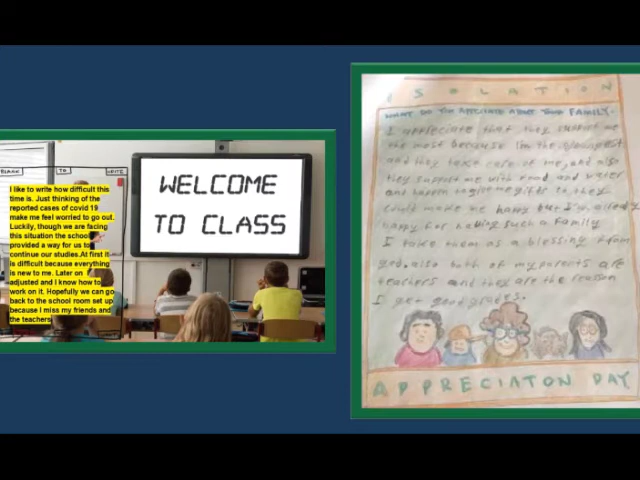 I like to write how difficult this
time is. Just thinking of the
reported cases of covid 19
make me feel worried to go out.
Luckily, though we are facing
this situation the school
provided a way for us to
continue our studies.At first it
is difficult because everything
is new to me. Later on
adjusted and I know how to
work on it. Hopefully we can go
back to the school room set up
because I miss my friends and
the teachers
WELCOME
TO CLASS
ISOLATION
WHAT DO YOU APPRECIATE ABOUT YOUR FAMILY.
I appreciate that they support me
the most because I'm the youngest
and they take care of me, and also
they support me with food and water
and happen to give me gifts to, they
could made me happy but I'm already
happy for having such a family
I take them as a blessing from
god. also both of my parents are
teachers and they are the reason
I get good grades.
APPRECIATON DAY